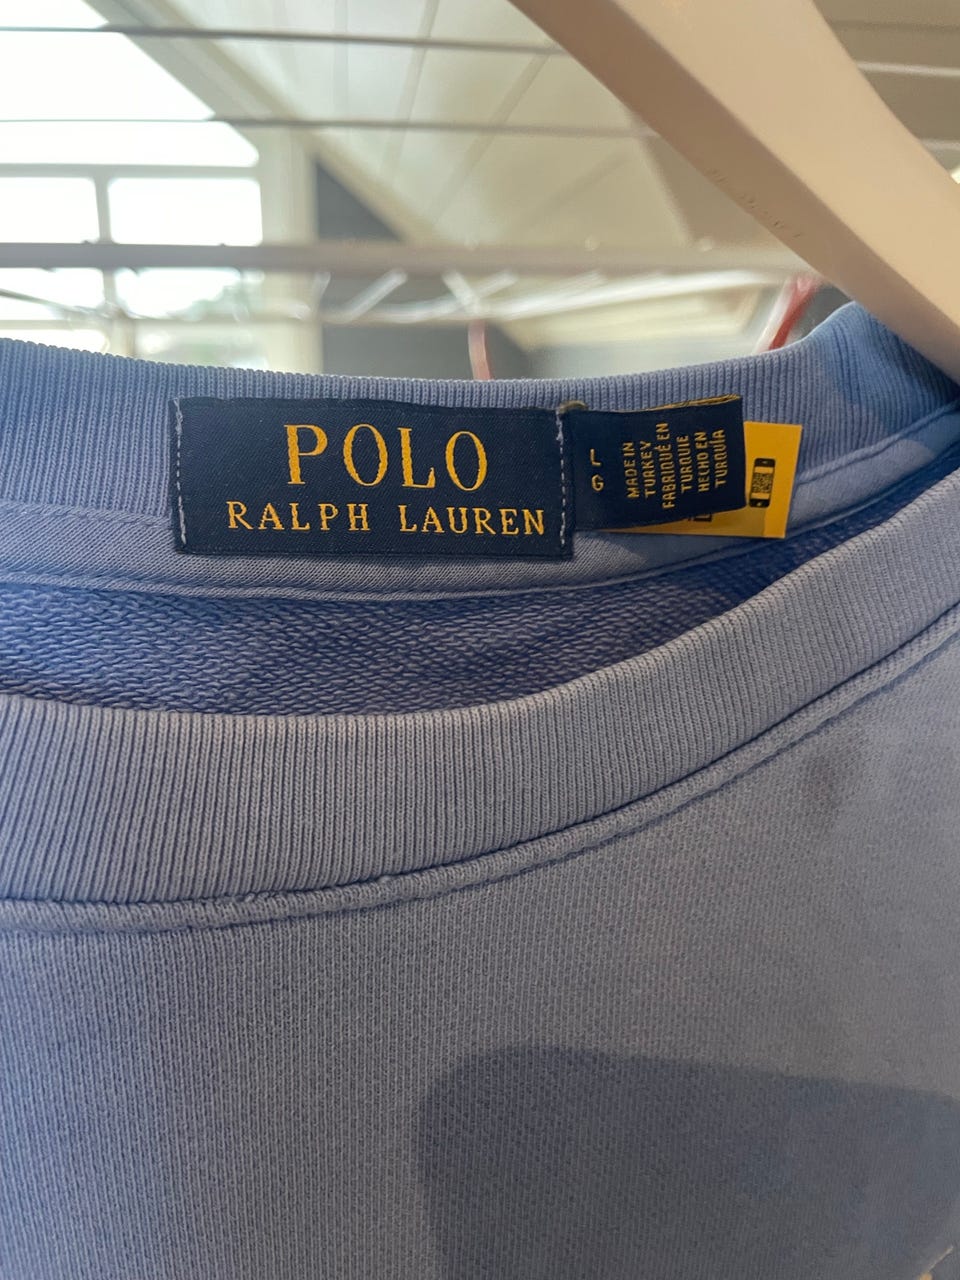 POLO
RALPH LAUREN
L
G
MADE IN
TURKEY
FABRIQUÉ EN
TURQUIE
HECHO EN
TURQUÍA